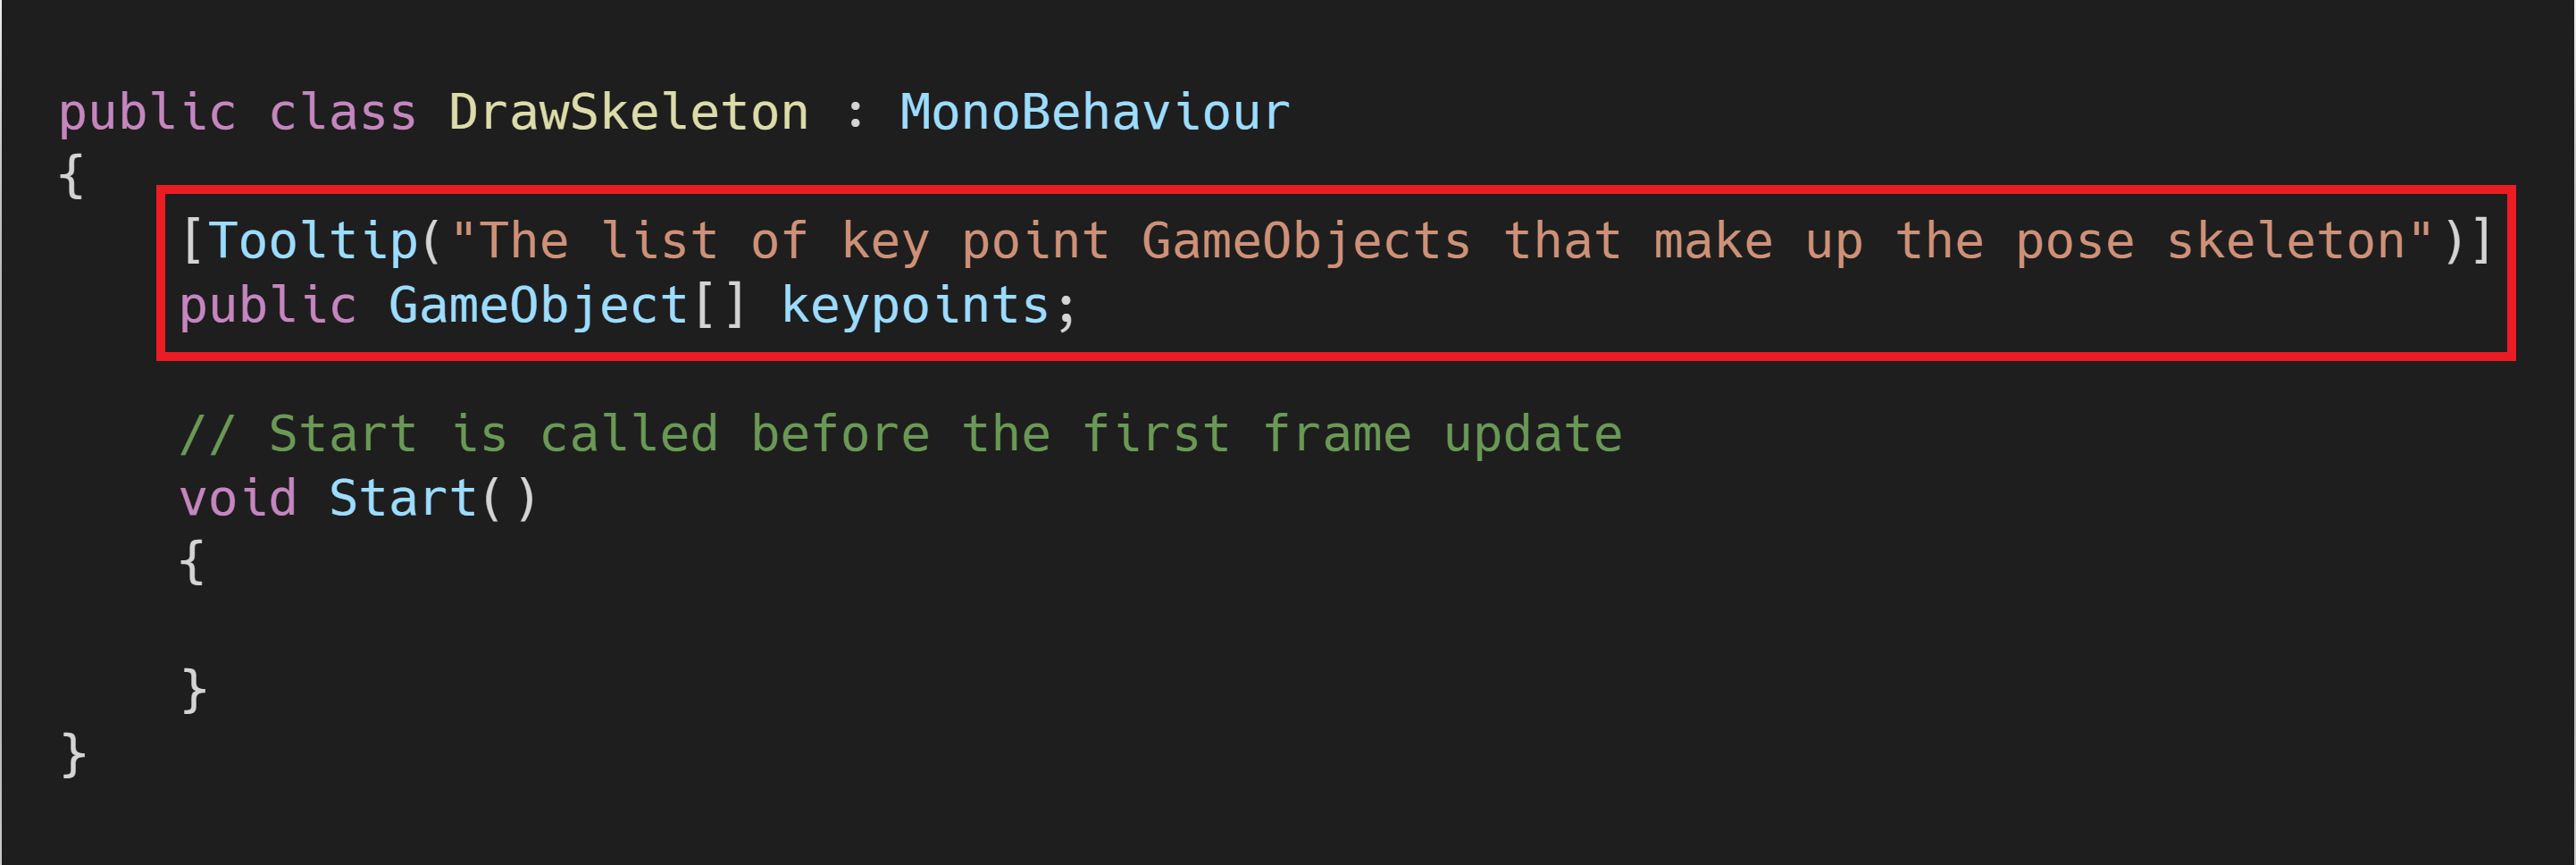 public class DrawSkeleton : MonoBehaviour
{
    [Tooltip("The list of key point GameObjects that make up the pose skeleton")]
    public GameObject[] keypoints;
    // Start is called before the first frame update
    void Start()
    {
    }
}